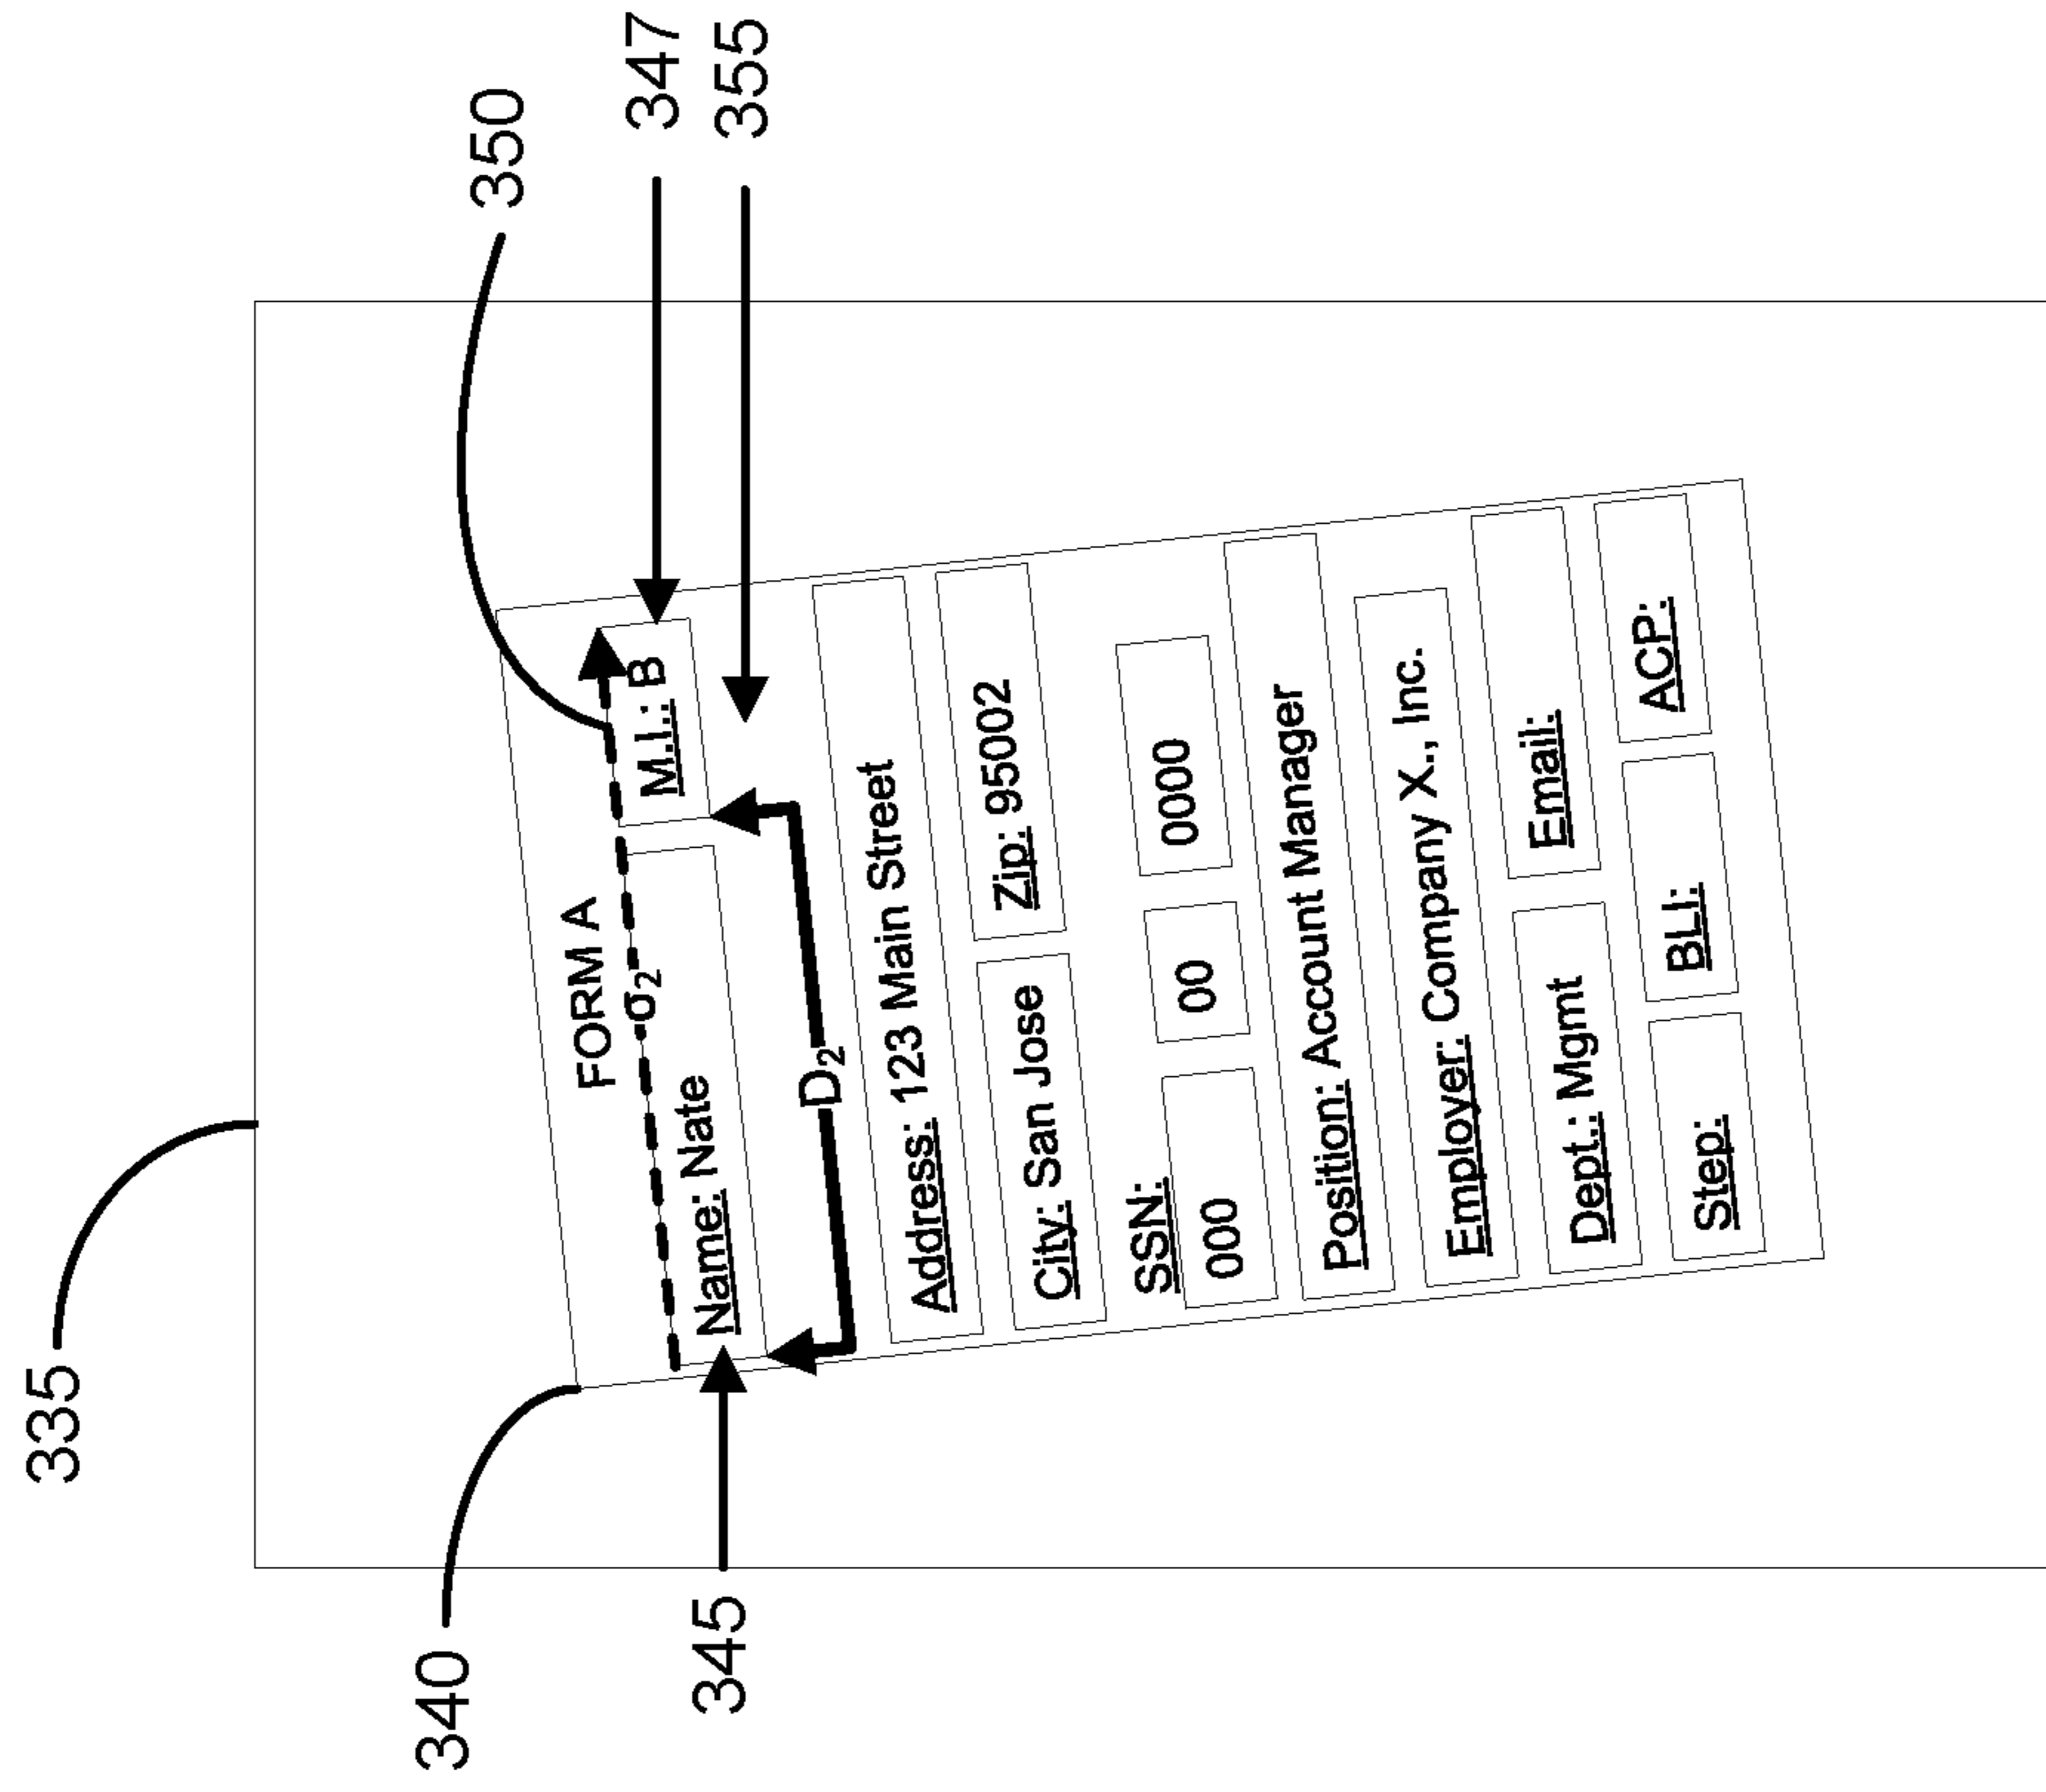 335
340
350
347
355
345
FORM A
σ2
Name: Nate
M.I.: B
D2
Address: 123 Main Street
City: San Jose
Zip: 95002
SSN:
000
00
0000
Position: Account Manager
Employer: Company X., Inc.
Dept.: Mgmt
Email:
Step:
BLI:
ACP: